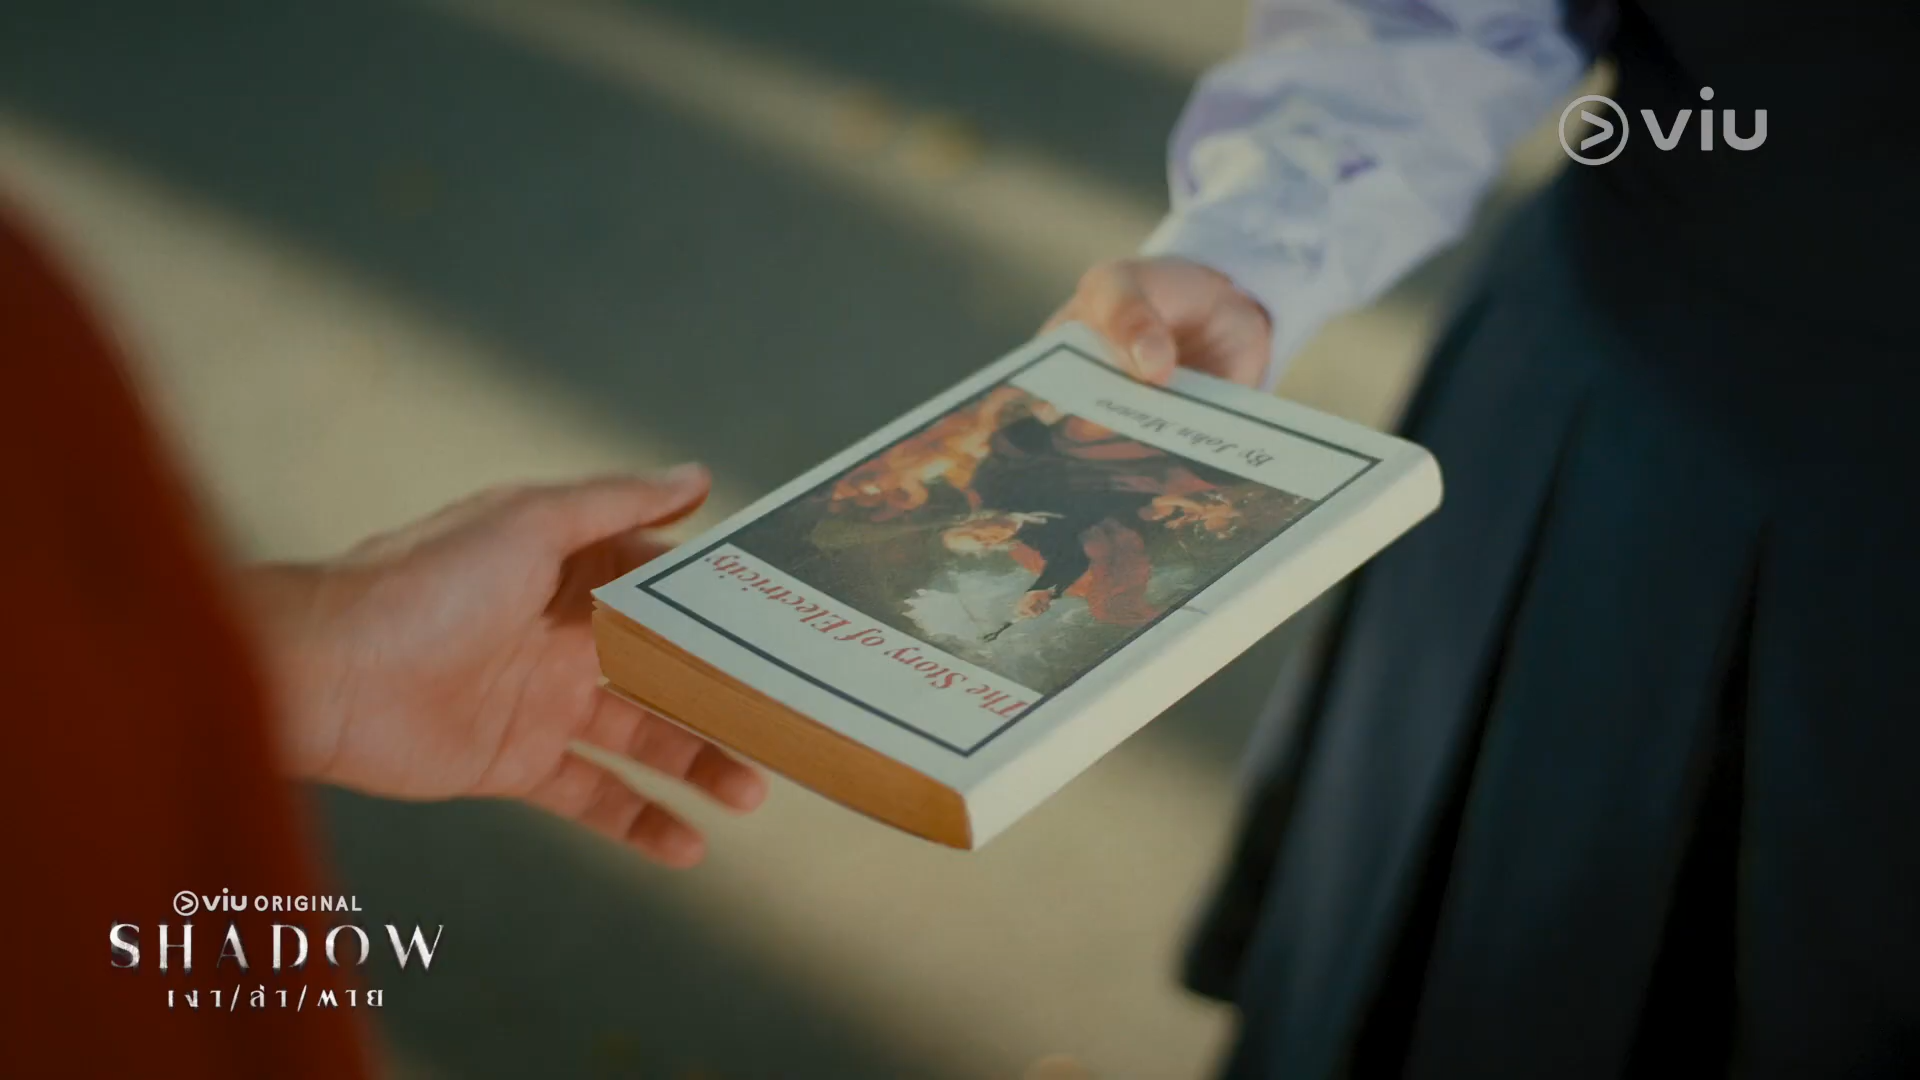 viu
By John Munro
The Story of Electricity
viu ORIGINAL
SHADOW
เงา/ล่า/ตาย